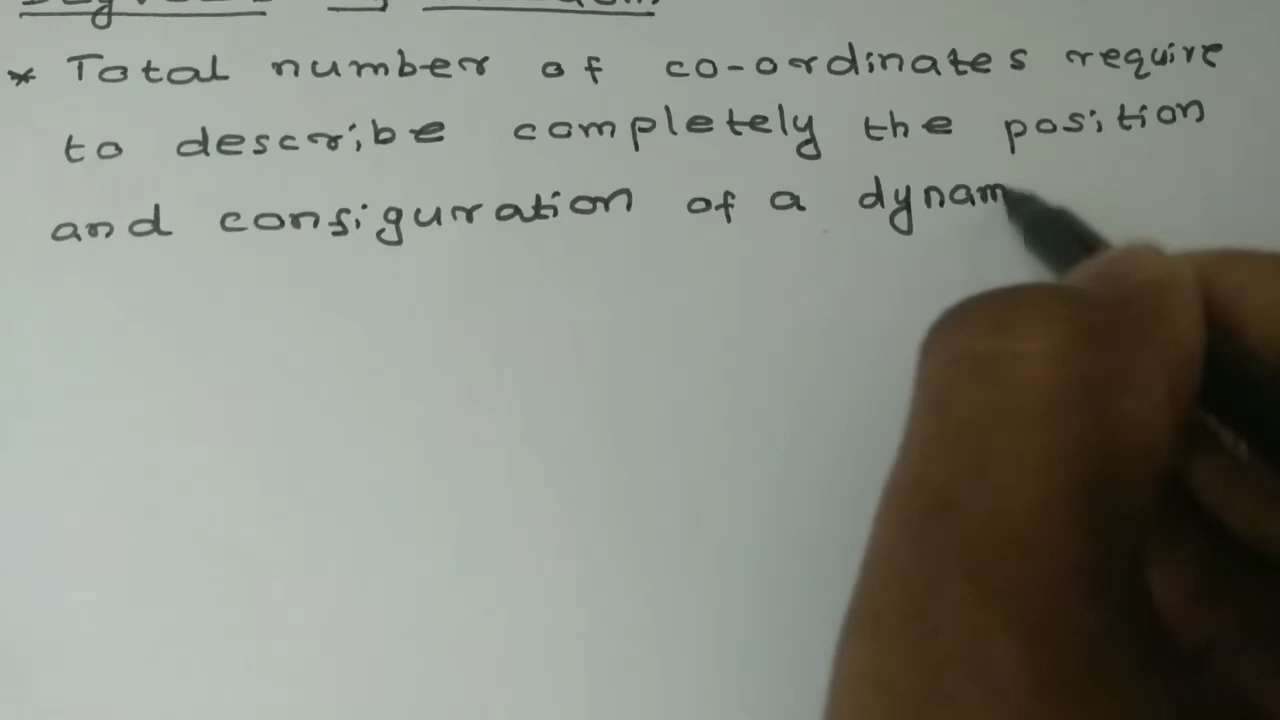 * Total number of co-ordinates require
to describe completely the position
and configuration of a dynam